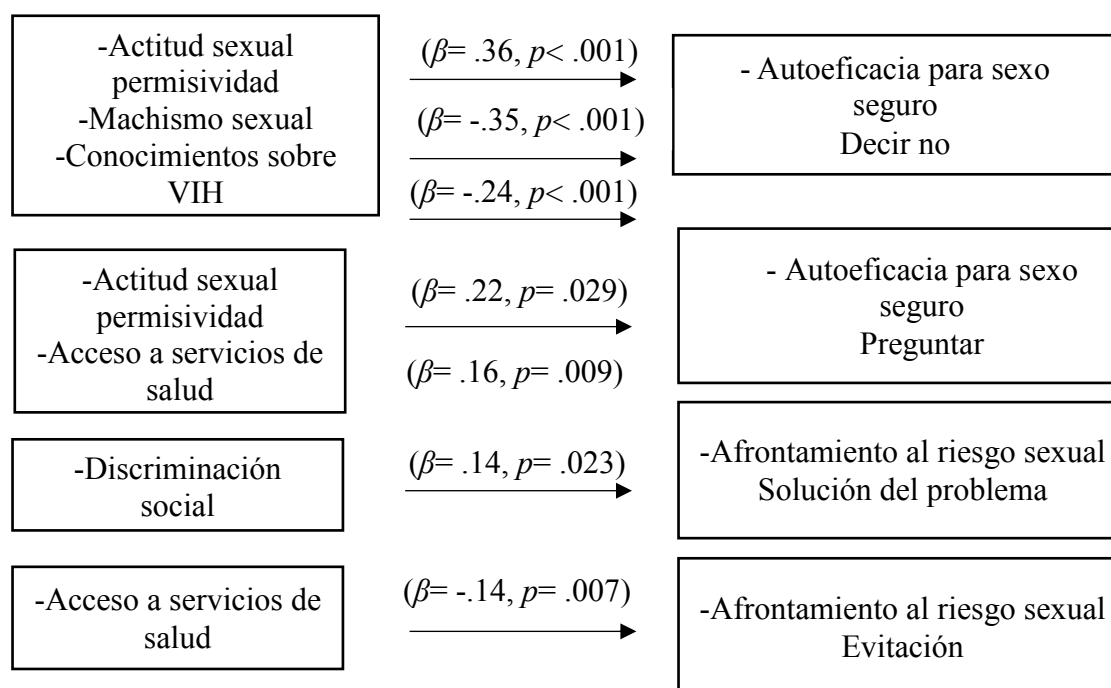 -Actitud sexual
permisividad
-Machismo sexual
-Conocimientos sobre
VIH
(β= .36, p< .001)
(β= -.35, p< .001)
(β= -.24, p< .001)
- Autoeficacia para sexo
seguro
Decir no
-Actitud sexual
permisividad
-Acceso a servicios de
salud
(β= .22, p= .029)
(β= .16, p= .009)
- Autoeficacia para sexo
seguro
Preguntar
-Discriminación
social
(β= .14, p= .023)
-Afrontamiento al riesgo sexual
Solución del problema
-Acceso a servicios de
salud
(β= -.14, p= .007)
-Afrontamiento al riesgo sexual
Evitación